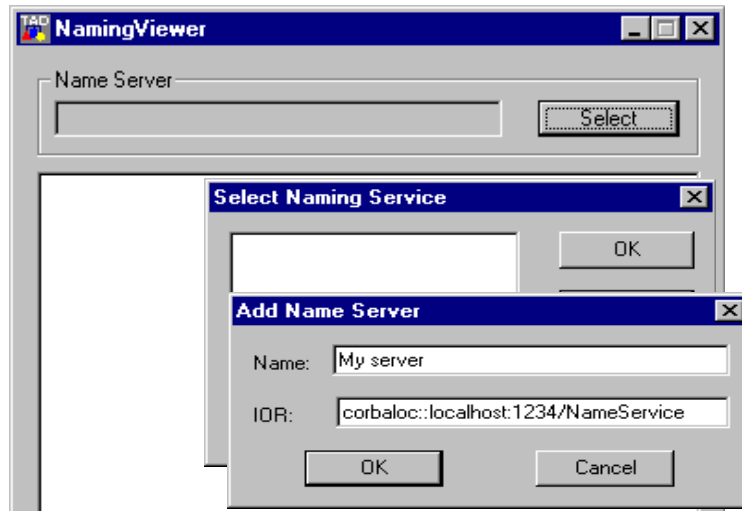 TAO NamingViewer
Name Server
Select
Select Naming Service
OK
Add Name Server
Name: My server
IOR: corbaloc::localhost:1234/NameService
OK Cancel